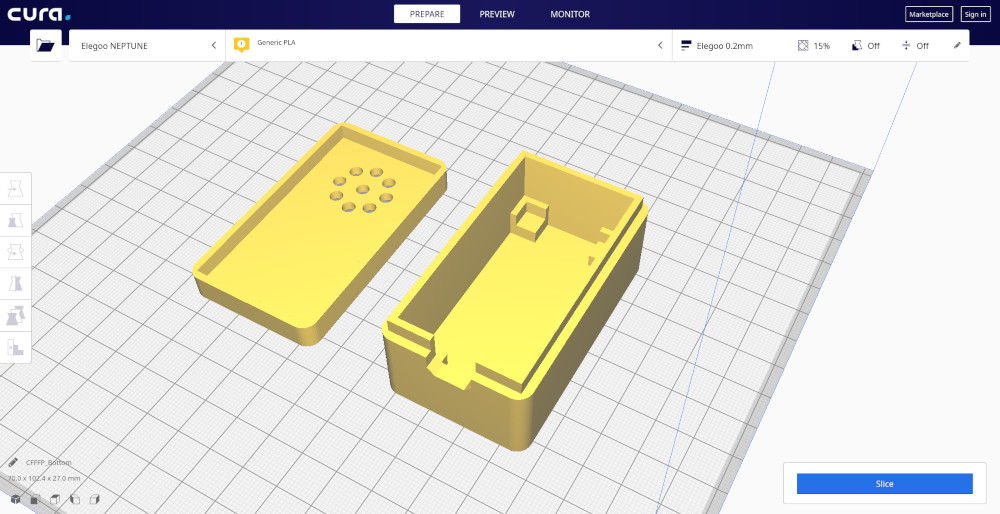 cura.
PREPARE
PREVIEW
MONITOR
Marketplace
Sign in
Elegoo NEPTUNE
Generic PLA
Elegoo 0.2mm
15%
Off
Off
CFFFP_Bottom
70.0 x 102.4 x 27.0 mm
Slice